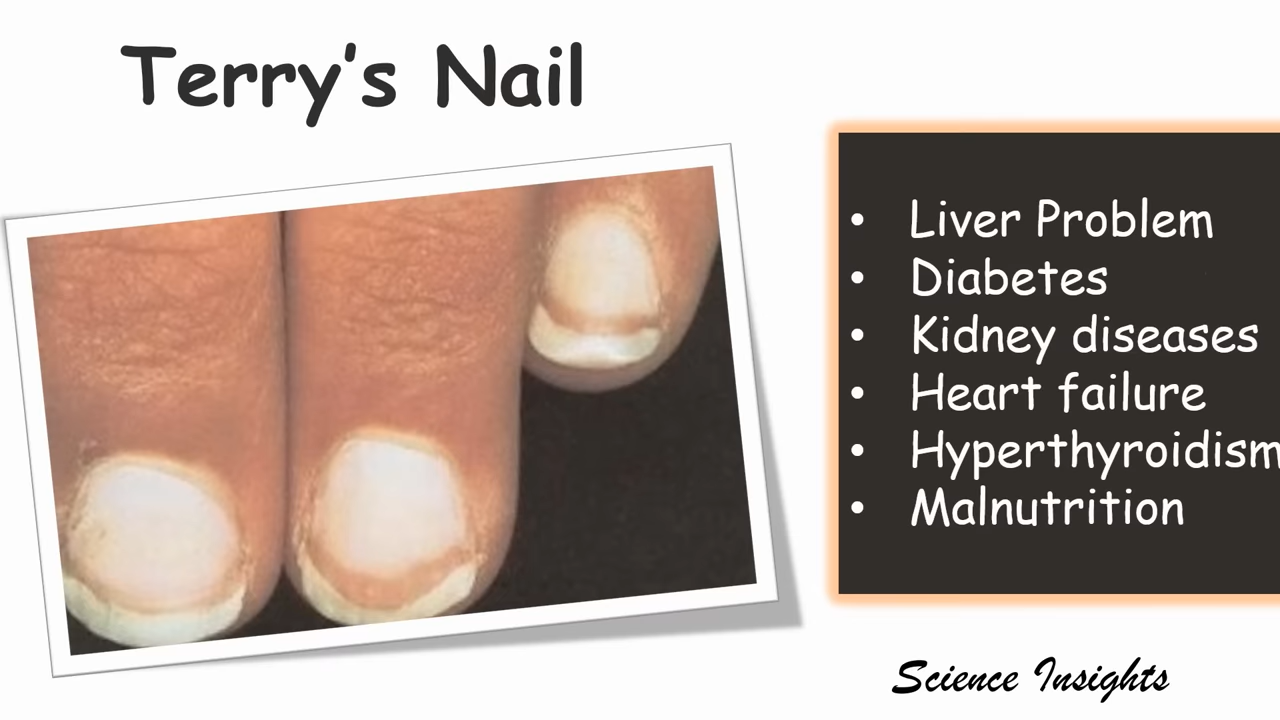 Terry's Nail
• Liver Problem
• Diabetes
• Kidney diseases
• Heart failure
• Hyperthyroidism
• Malnutrition
Science Insights